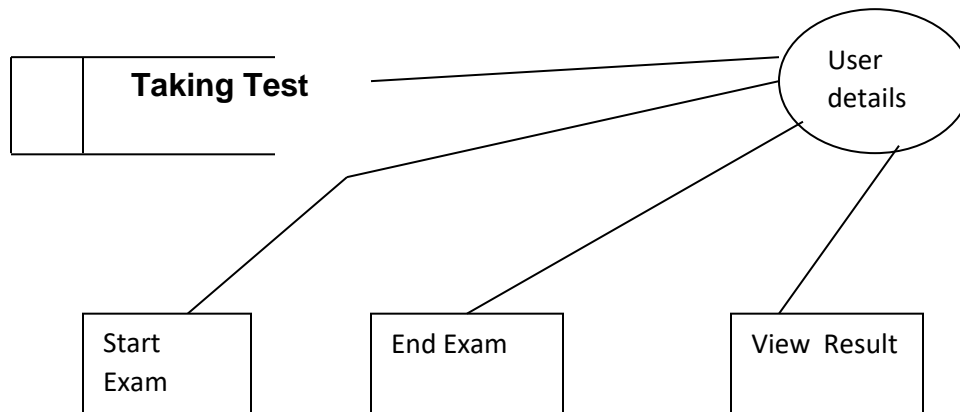 Taking Test
User
details
Start
Exam
End Exam
View  Result